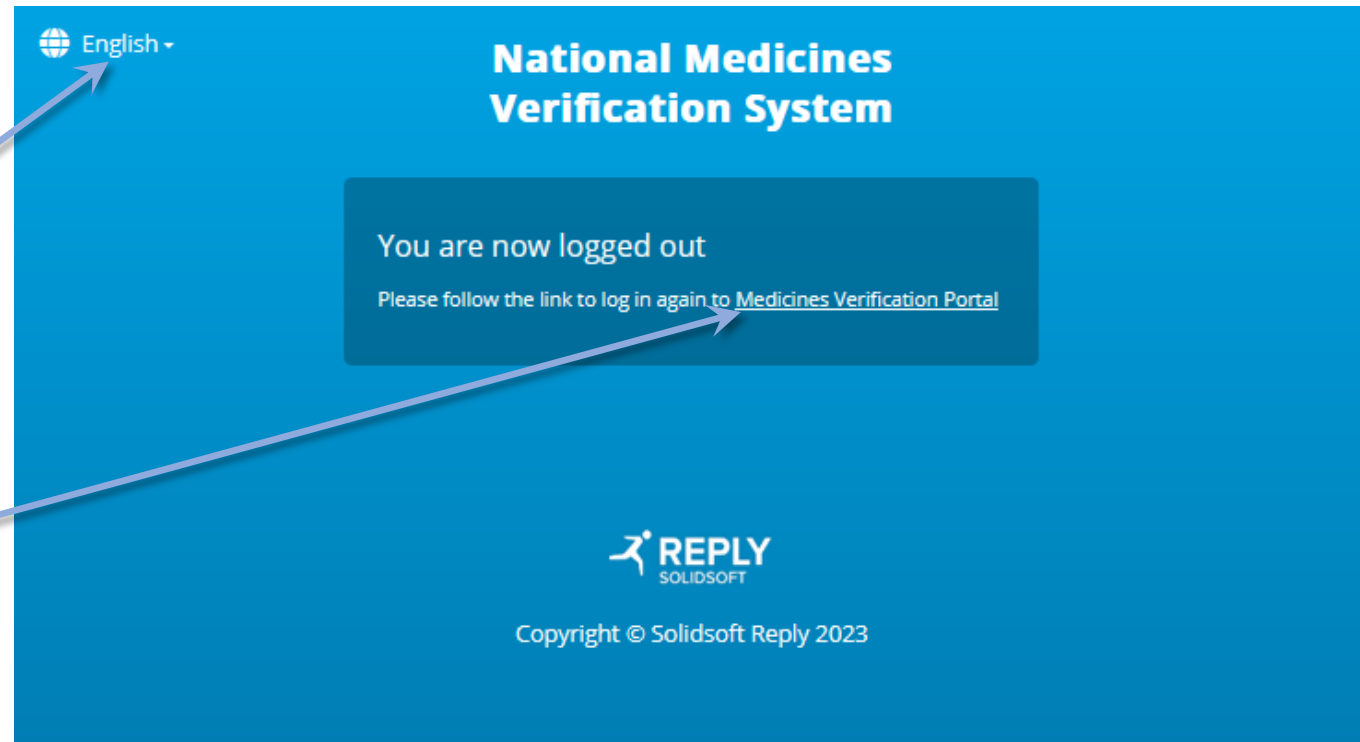 English
National Medicines
Verification System
You are now logged out
Please follow the link to log in again to Medicines Verification Portal
REPLY
SOLIDSOFT
Copyright © Solidsoft Reply 2023